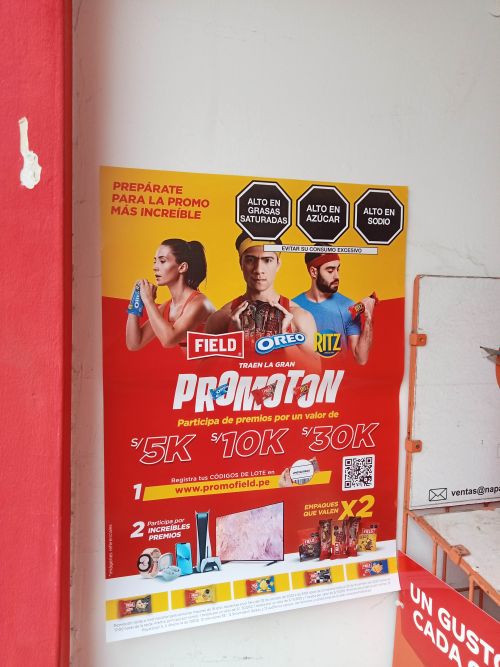 PREPÁRATE
PARA LA PROMO
MÁS INCREÍBLE
ALTO EN
GRASAS
SATURADAS
ALTO EN
AZÚCAR
ALTO EN
SODIO
EVITAR SU CONSUMO EXCESIVO
OREO
RITZ
FIELD
OREO
TRAEN LA GRAN
PROMOTON
Participa de premios por un valor de
S/5K S/10K S/30K
1 Registra tus CÓDIGOS DE LOTE en
www.promofield.pe
2 Participa por
INCREÍBLES
PREMIOS
EMPAQUES
QUE VALEN X2
ventas@napa
UN GUST
CADA